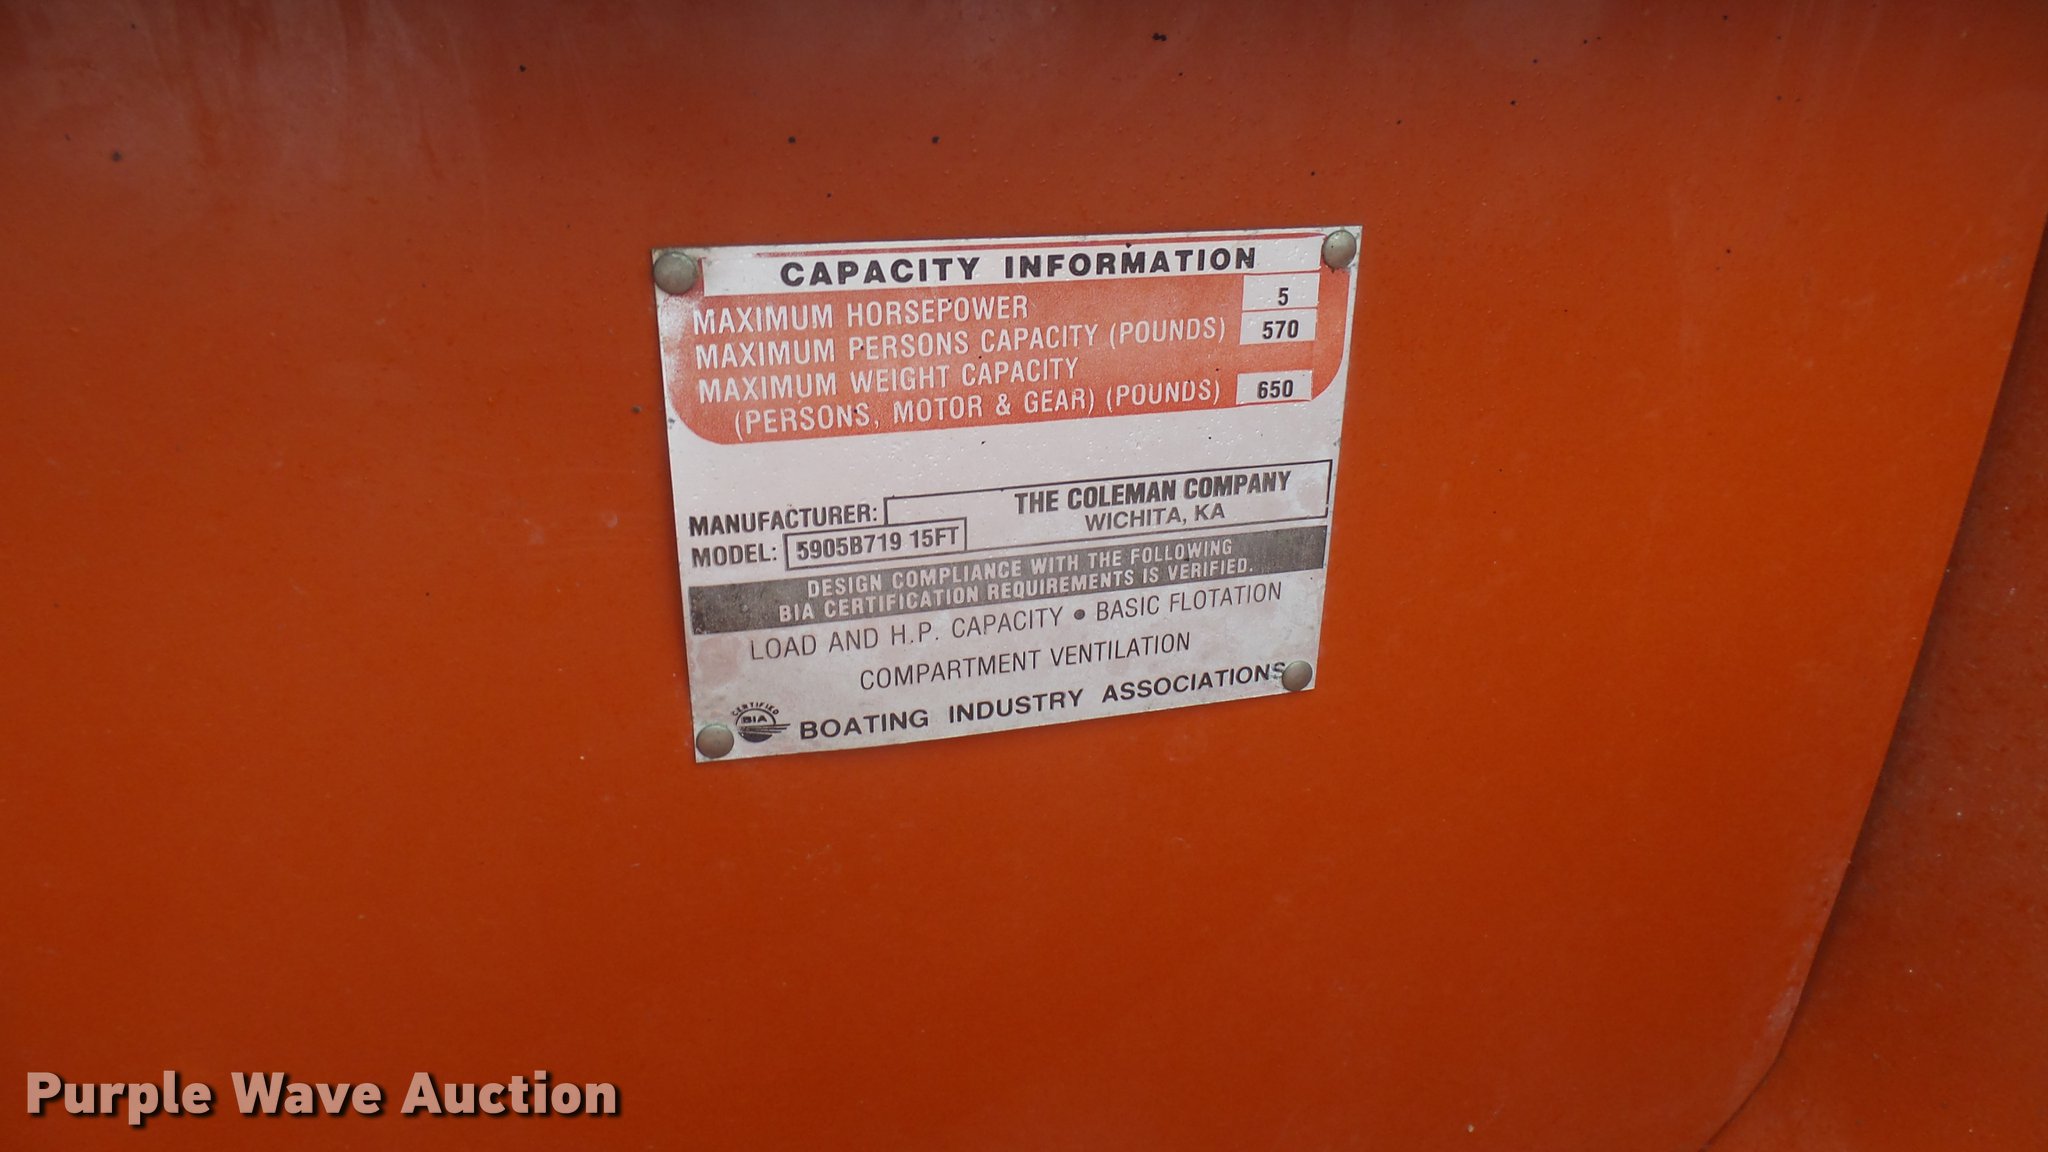 CAPACITY INFORMATION
MAXIMUM HORSEPOWER 5
MAXIMUM PERSONS CAPACITY (POUNDS) 570
MAXIMUM WEIGHT CAPACITY
(PERSONS, MOTOR & GEAR) (POUNDS) 650
MANUFACTURER: THE COLEMAN COMPANY
WICHITA, KA
MODEL: 5905B719 15FT
DESIGN COMPLIANCE WITH THE FOLLOWING
BIA CERTIFICATION REQUIREMENTS IS VERIFIED.
LOAD AND H.P. CAPACITY • BASIC FLOTATION
COMPARTMENT VENTILATION
CERTIFIED
BIA
BOATING INDUSTRY ASSOCIATIONS
Purple Wave Auction